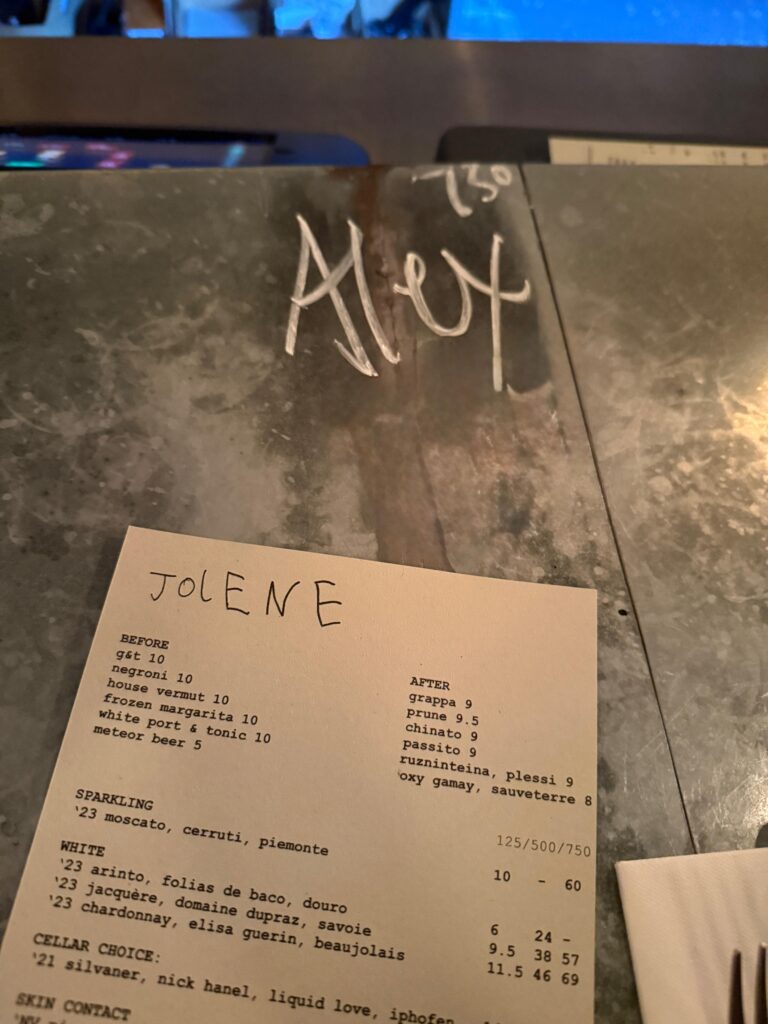 730
Alex
JOLENE
BEFORE
g&t 10
negroni 10
house vermut 10
frozen margarita 10
white port & tonic 10
meteor beer 5
AFTER
grappa 9
prune 9.5
chinato 9
passito 9
ruzninteina, plessi 9
oxy gamay, sauveterre 8
125/500/750
SPARKLING
'23 moscato, cerruti, piemonte 10 - 60
WHITE
'23 arinto, folias de baco, douro 6 24 -
'23 jacquère, domaine dupraz, savoie 9.5 38 57
'23 chardonnay, elisa guerin, beaujolais 11.5 46 69
CELLAR CHOICE:
'21 silvaner, nick hanel, liquid love, iphofen
SKIN CONTACT
'NV